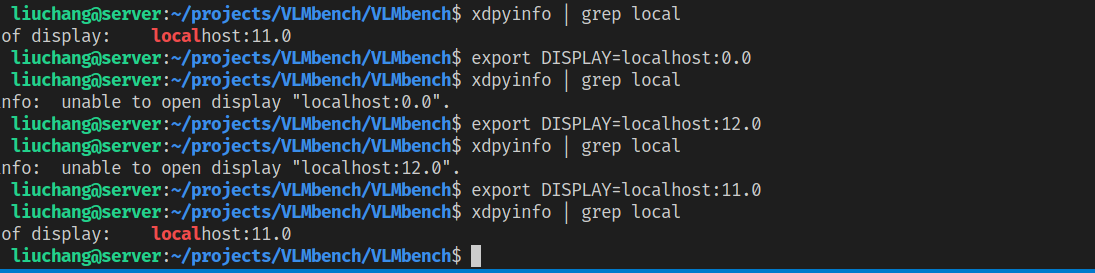 liuchang@server:~/projects/VLMbench/VLMbench$ xdpyinfo | grep local
of display:    localhost:11.0
liuchang@server:~/projects/VLMbench/VLMbench$ export DISPLAY=localhost:0.0
liuchang@server:~/projects/VLMbench/VLMbench$ xdpyinfo | grep local
nfo:  unable to open display "localhost:0.0".
liuchang@server:~/projects/VLMbench/VLMbench$ export DISPLAY=localhost:12.0
liuchang@server:~/projects/VLMbench/VLMbench$ xdpyinfo | grep local
nfo:  unable to open display "localhost:12.0".
liuchang@server:~/projects/VLMbench/VLMbench$ export DISPLAY=localhost:11.0
liuchang@server:~/projects/VLMbench/VLMbench$ xdpyinfo | grep local
of display:    localhost:11.0
liuchang@server:~/projects/VLMbench/VLMbench$